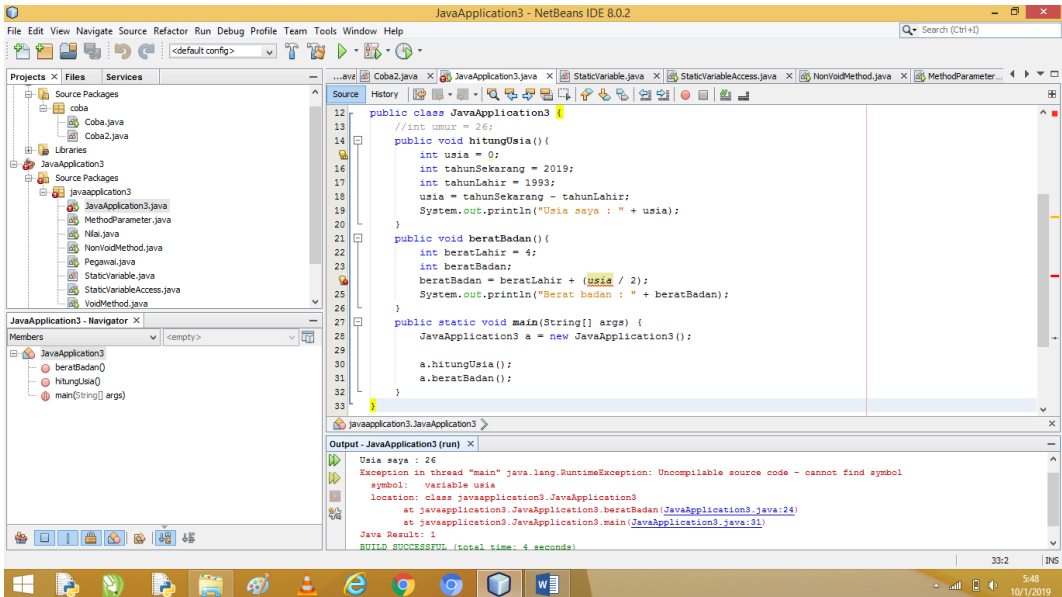 JavaApplication3 - NetBeans IDE 8.0.2
File Edit View Navigate Source Refactor Run Debug Profile Team Tools Window Help
Search (Ctrl+I)
<default config>
Projects Files Services
Source Packages
coba
Coba.java
Coba2.java
Libraries
JavaApplication3
Source Packages
javaapplication3
JavaApplication3.java
MethodParameter.java
Nilai.java
NonVoidMethod.java
Pegawai.java
StaticVariable.java
StaticVariableAccess.java
VoidMethod.java
JavaApplication3 - Navigator
Members <empty>
JavaApplication3
beratBadan()
hitungUsia()
main(String[] args)
...ava Coba2.java JavaApplication3.java StaticVariable.java StaticVariableAccess.java NonVoidMethod.java MethodParameter...
Source History
12 public class JavaApplication3 {
13 //int umur = 26;
14 public void hitungUsia(){
int usia = 0;
16 int tahunSekarang = 2019;
17 int tahunLahir = 1993;
18 usia = tahunSekarang - tahunLahir;
19 System.out.println("Usia saya : " + usia);
20 }
21 public void beratBadan(){
22 int beratLahir = 4;
23 int beratBadan;
beratBadan = beratLahir + (usia / 2);
25 System.out.println("Berat badan : " + beratBadan);
26 }
27 public static void main(String[] args) {
28 JavaApplication3 a = new JavaApplication3();
29
30 a.hitungUsia();
31 a.beratBadan();
32 }
33 }
javaapplication3.JavaApplication3
Output - JavaApplication3 (run)
Usia saya : 26
Exception in thread "main" java.lang.RuntimeException: Uncompilable source code - cannot find symbol
symbol: variable usia
location: class javaapplication3.JavaApplication3
at javaapplication3.JavaApplication3.beratBadan(JavaApplication3.java:24)
at javaapplication3.JavaApplication3.main(JavaApplication3.java:31)
Java Result: 1
BUILD SUCCESSFUL (total time: 4 seconds)
33:2 INS
5:48
10/1/2019